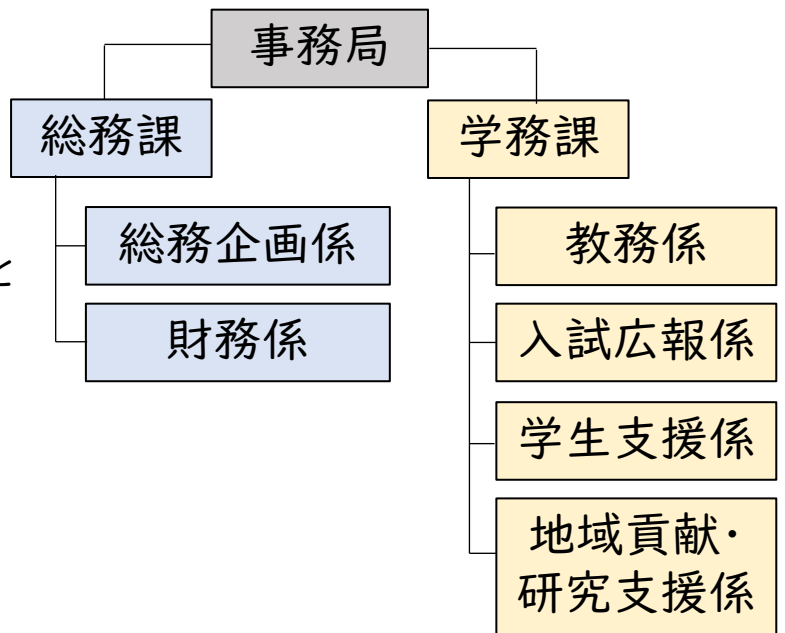 事務局
総務課
学務課
総務企画係
財務係
と
教務係
入試広報係
学生支援係
地域貢献・
研究支援係